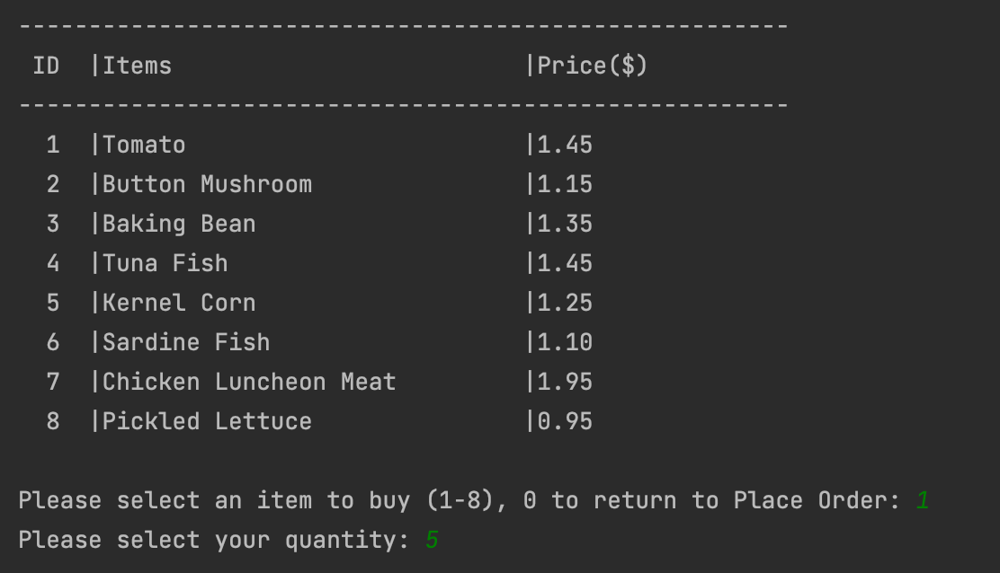 -------------------------------------------------------
 ID  |Items                         |Price($)
-------------------------------------------------------
  1  |Tomato                        |1.45
  2  |Button Mushroom               |1.15
  3  |Baking Bean                   |1.35
  4  |Tuna Fish                     |1.45
  5  |Kernel Corn                   |1.25
  6  |Sardine Fish                  |1.10
  7  |Chicken Luncheon Meat         |1.95
  8  |Pickled Lettuce               |0.95
Please select an item to buy (1-8), 0 to return to Place Order: 1
Please select your quantity: 5